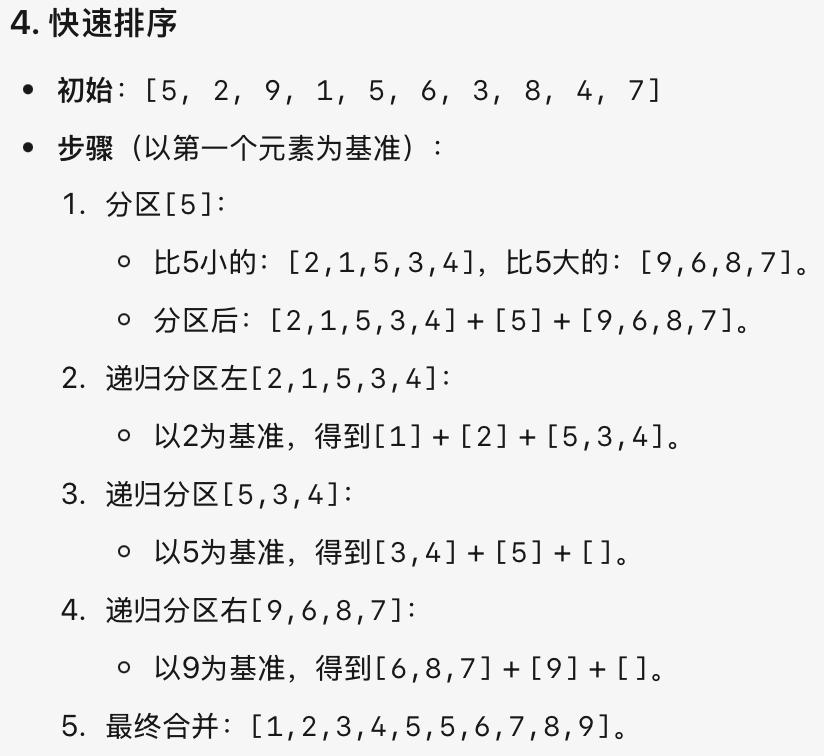 4. 快速排序
• 初始：[5, 2, 9, 1, 5, 6, 3, 8, 4, 7]
• 步骤（以第一个元素为基准）：
1. 分区[5]：
○ 比5小的：[2,1,5,3,4]，比5大的：[9,6,8,7]。
○ 分区后：[2,1,5,3,4] + [5] + [9,6,8,7]。
2. 递归分区左[2,1,5,3,4]：
○ 以2为基准，得到[1] + [2] + [5,3,4]。
3. 递归分区[5,3,4]：
○ 以5为基准，得到[3,4] + [5] + []。
4. 递归分区右[9,6,8,7]：
○ 以9为基准，得到[6,8,7] + [9] + []。
5. 最终合并：[1,2,3,4,5,5,6,7,8,9]。